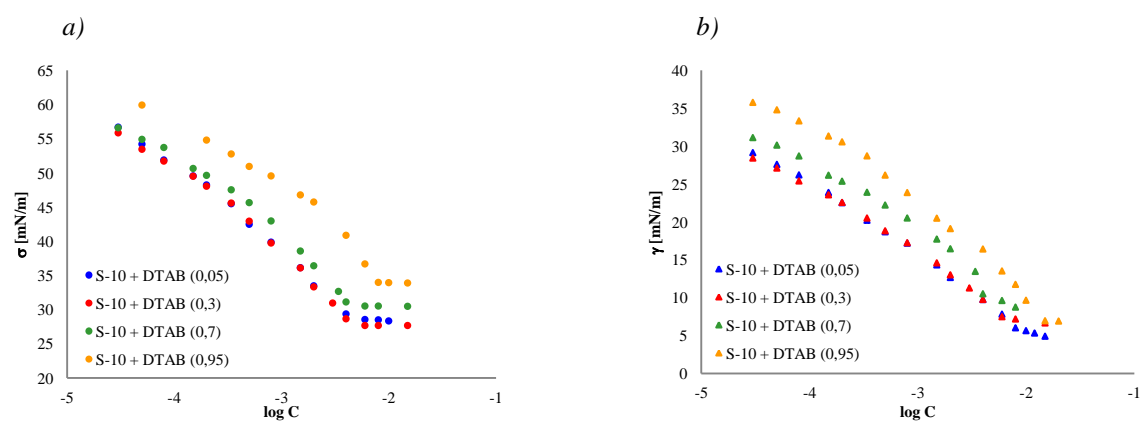 a)
65
60
55
50
45
40
35
30
25
20
σ [mN/m]
S-10 + DTAB (0,05)
S-10 + DTAB (0,3)
S-10 + DTAB (0,7)
S-10 + DTAB (0,95)
-5 -4 -3 -2 -1
log C
b)
40
35
30
25
20
15
10
5
0
γ [mN/m]
S-10 + DTAB (0,05)
S-10 + DTAB (0,3)
S-10 + DTAB (0,7)
S-10 + DTAB (0,95)
-5 -4 -3 -2 -1
log C